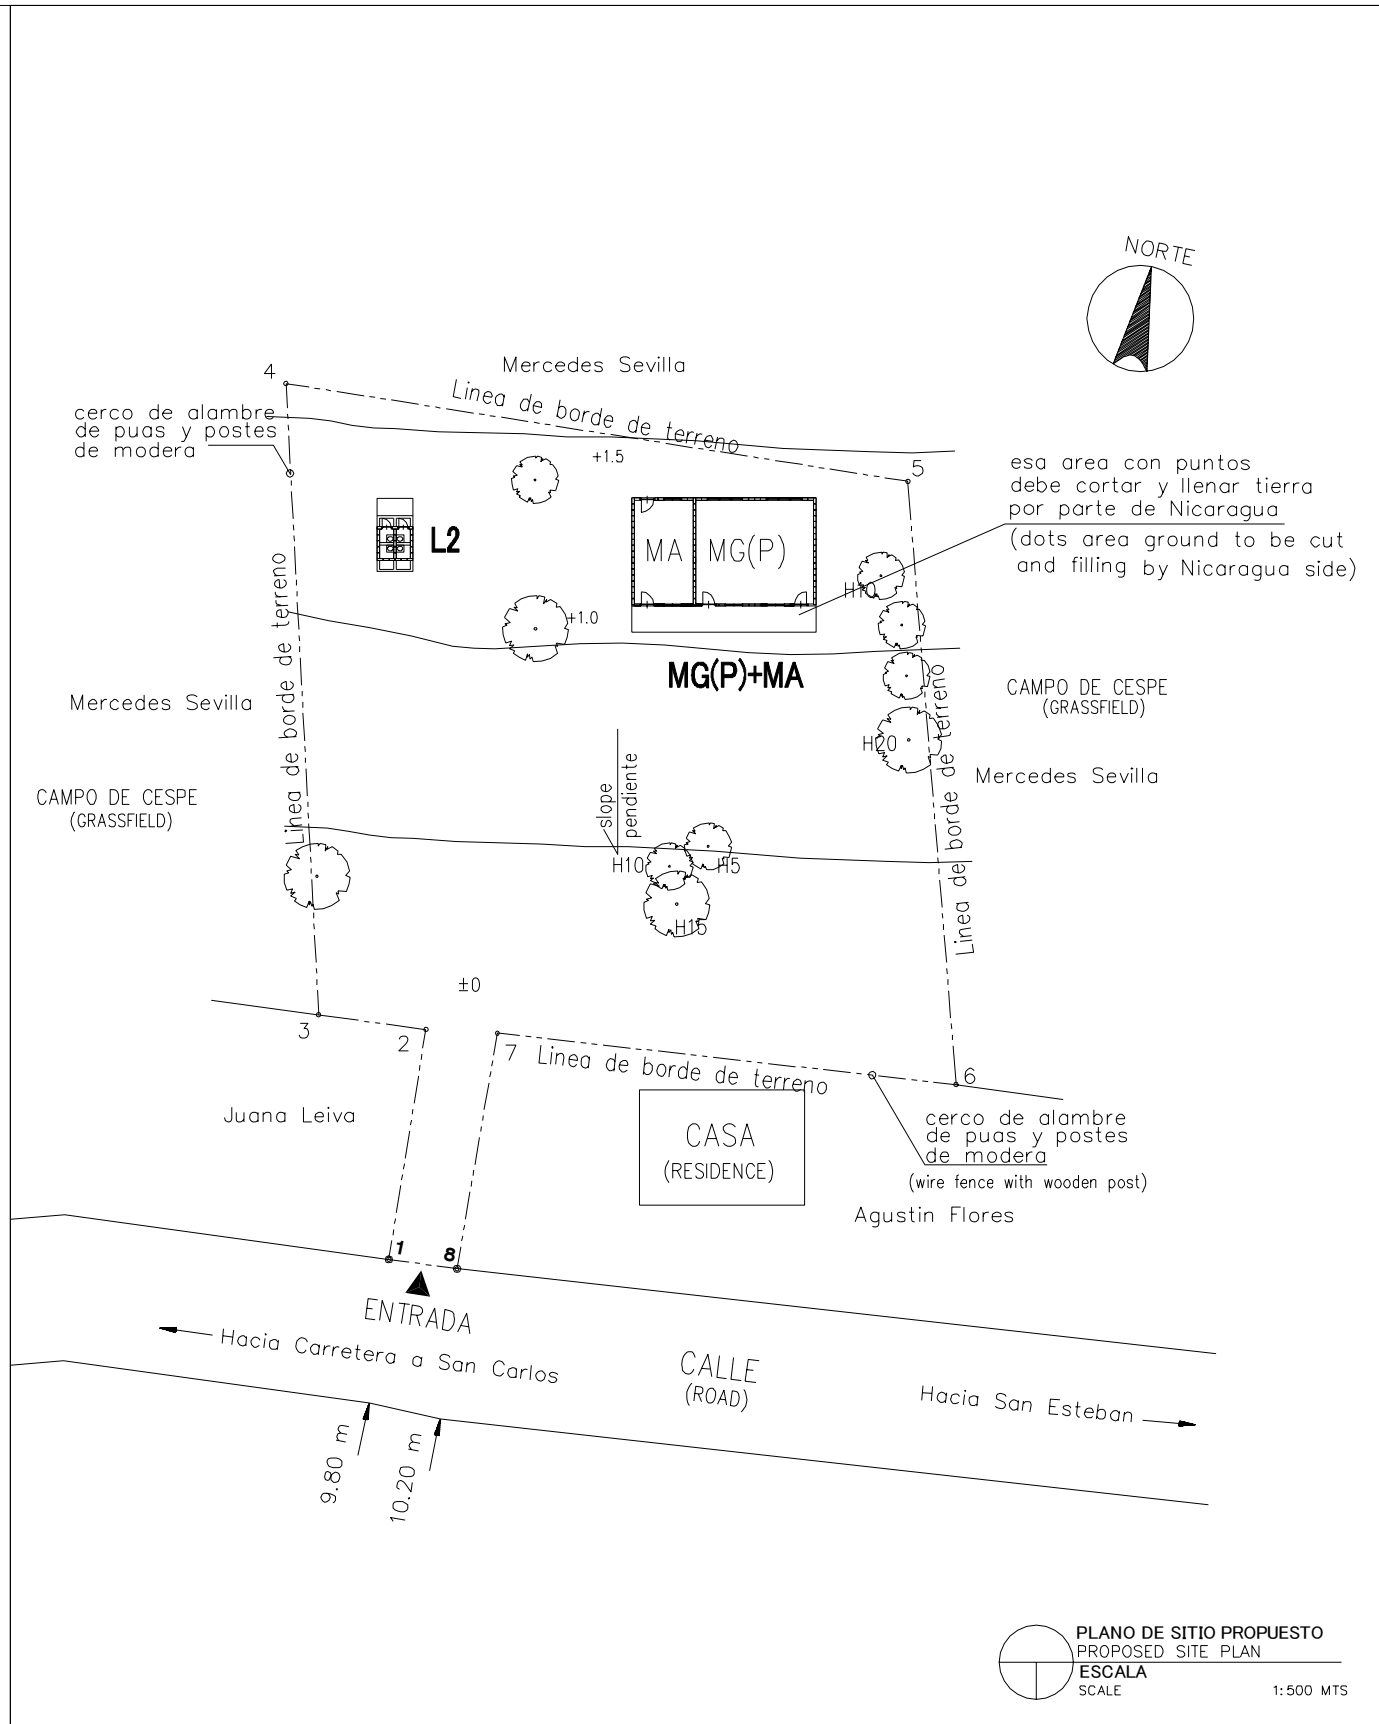 NORTE
Mercedes Sevilla
4
Linea de borde de terreno
cerco de alambre
de puas y postes
de modera
+1.5
5
esa area con puntos
debe cortar y llenar tierra
por parte de Nicaragua
(dots area ground to be cut
and filling by Nicaragua side)
L2
MA
MG(P)
H10
+1.0
MG(P)+MA
Linea de borde de terreno
Mercedes Sevilla
CAMPO DE CESPE
(GRASSFIELD)
H20
Linea de borde de terreno
Mercedes Sevilla
CAMPO DE CESPE
(GRASSFIELD)
slope
pendiente
H10
H5
H15
±0
3
2
7
Linea de borde de terreno
6
Juana Leiva
CASA
(RESIDENCE)
cerco de alambre
de puas y postes
de modera
(wire fence with wooden post)
Agustin Flores
1
8
ENTRADA
Hacia Carretera a San Carlos
CALLE
(ROAD)
Hacia San Esteban
9.80 m
10.20 m
PLANO DE SITIO PROPUESTO
PROPOSED SITE PLAN
ESCALA
SCALE
1:500 MTS